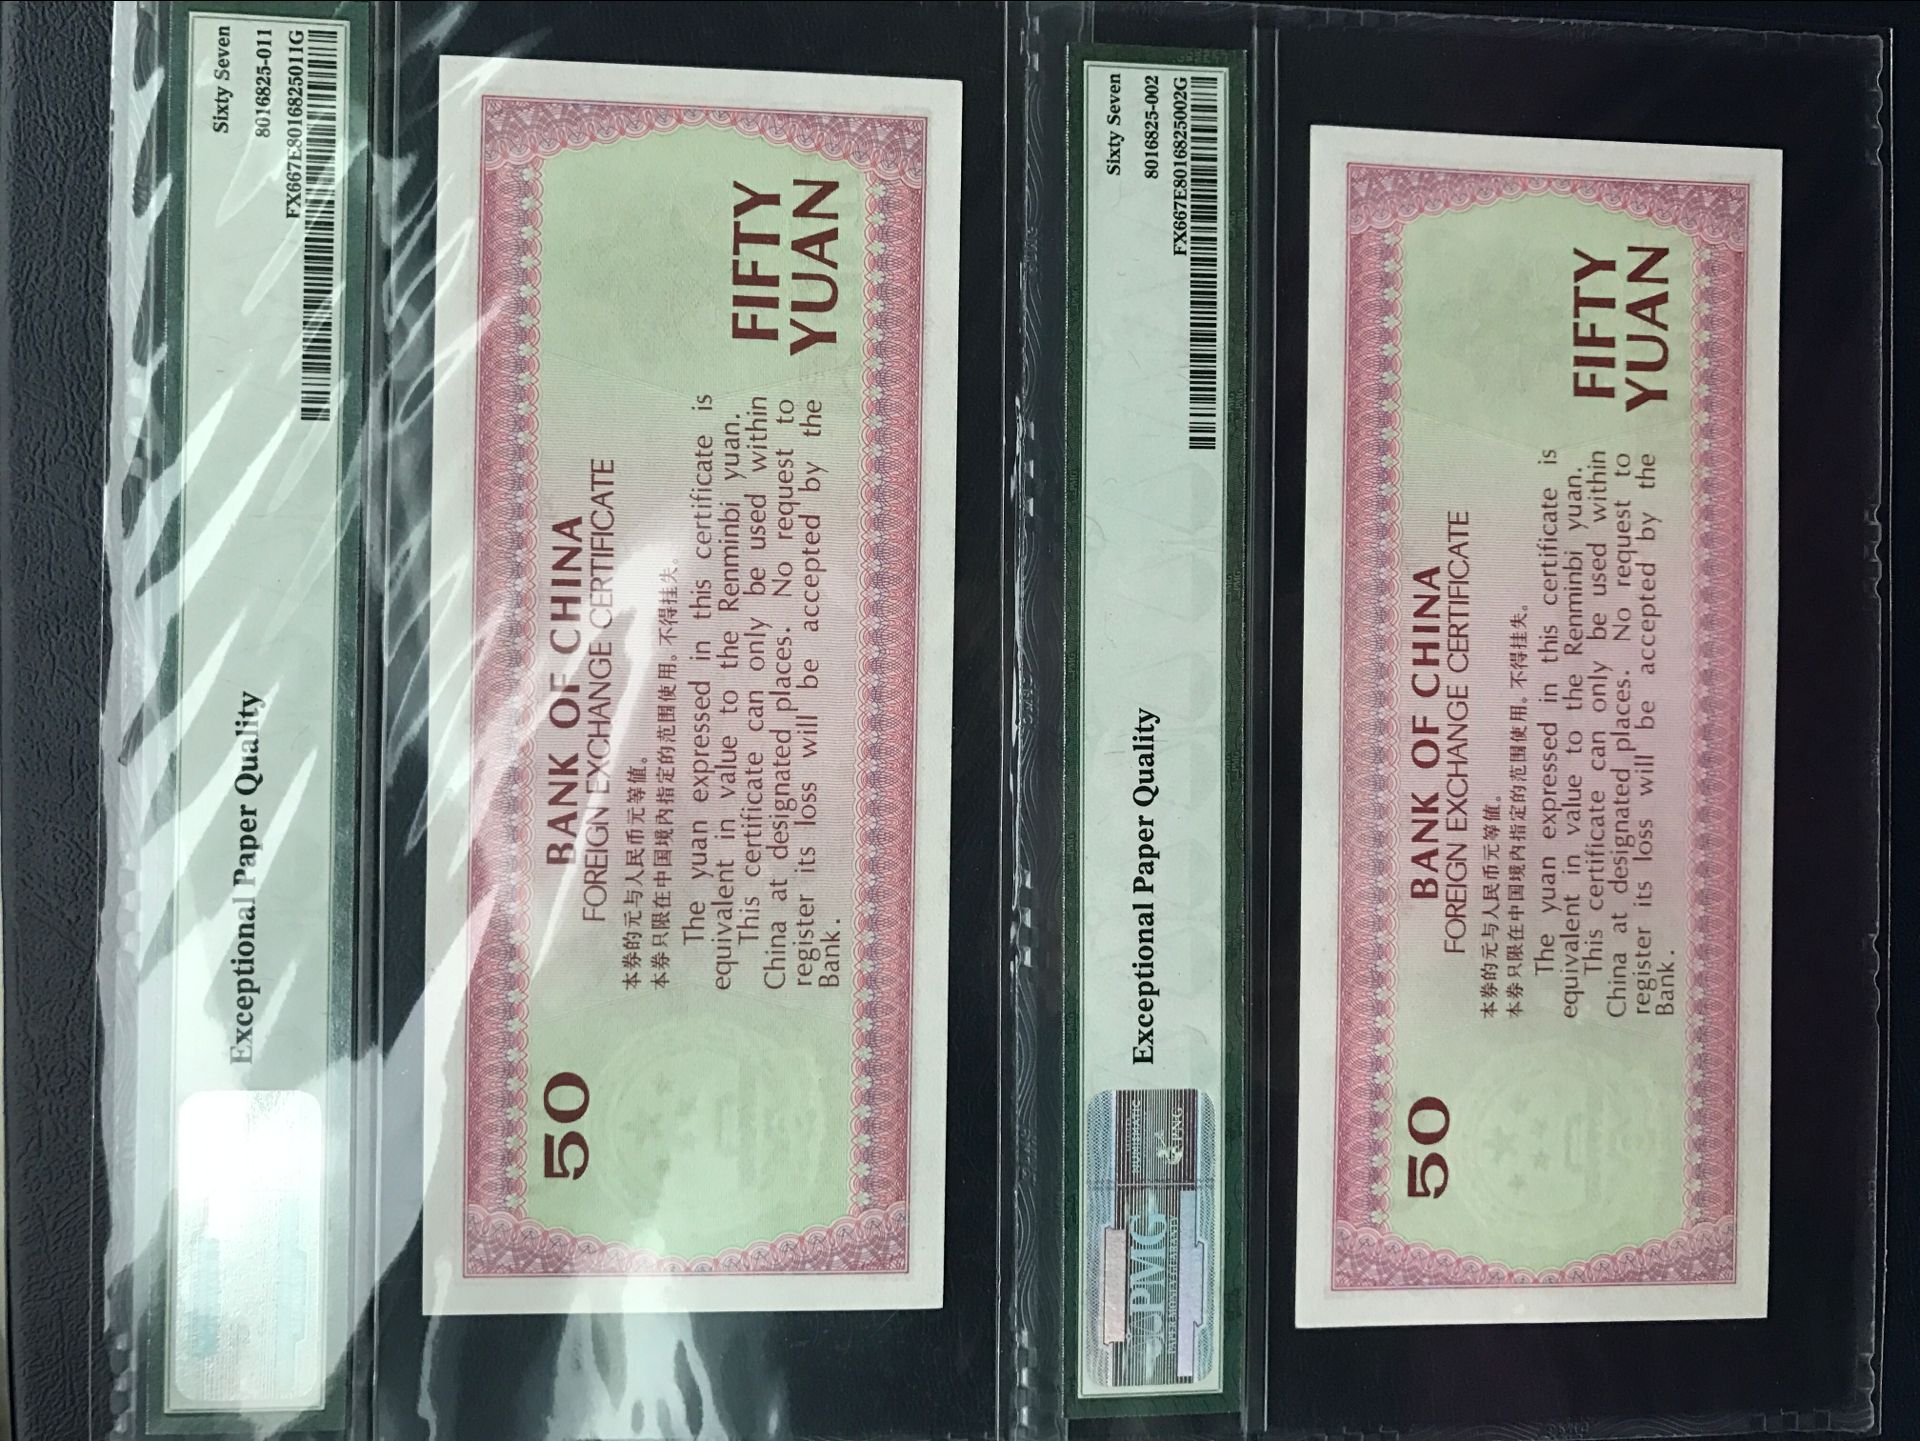 Sixty Seven
8016825-011
FX667E8016825011G
Exceptional Paper Quality
BANK OF CHINA
FOREIGN EXCHANGE CERTIFICATE
50
本券的元与人民币元等值。
本券只限在中国境内指定的范围使用。不得挂失。
The yuan expressed in this certificate is
equivalent in value to the Renminbi yuan.
This certificate can only be used within
China at designated places. No request to
register its loss will be accepted by the
Bank.
FIFTY
YUAN
Sixty Seven
8016825-002
FX667E8016825002G
Exceptional Paper Quality
PMG
PMG
BANK OF CHINA
FOREIGN EXCHANGE CERTIFICATE
50
本券的元与人民币元等值。
本券只限在中国境内指定的范围使用。不得挂失。
The yuan expressed in this certificate is
equivalent in value to the Renminbi yuan.
This certificate can only be used within
China at designated places. No request to
register its loss will be accepted by the
Bank.
FIFTY
YUAN